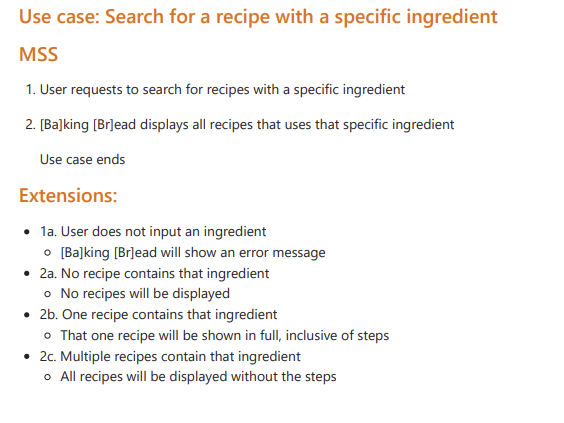 Use case: Search for a recipe with a specific ingredient
MSS
1. User requests to search for recipes with a specific ingredient
2. [Ba]king [Br]ead displays all recipes that uses that specific ingredient
Use case ends
Extensions:
• 1a. User does not input an ingredient
◦ [Ba]king [Br]ead will show an error message
• 2a. No recipe contains that ingredient
◦ No recipes will be displayed
• 2b. One recipe contains that ingredient
◦ That one recipe will be shown in full, inclusive of steps
• 2c. Multiple recipes contain that ingredient
◦ All recipes will be displayed without the steps